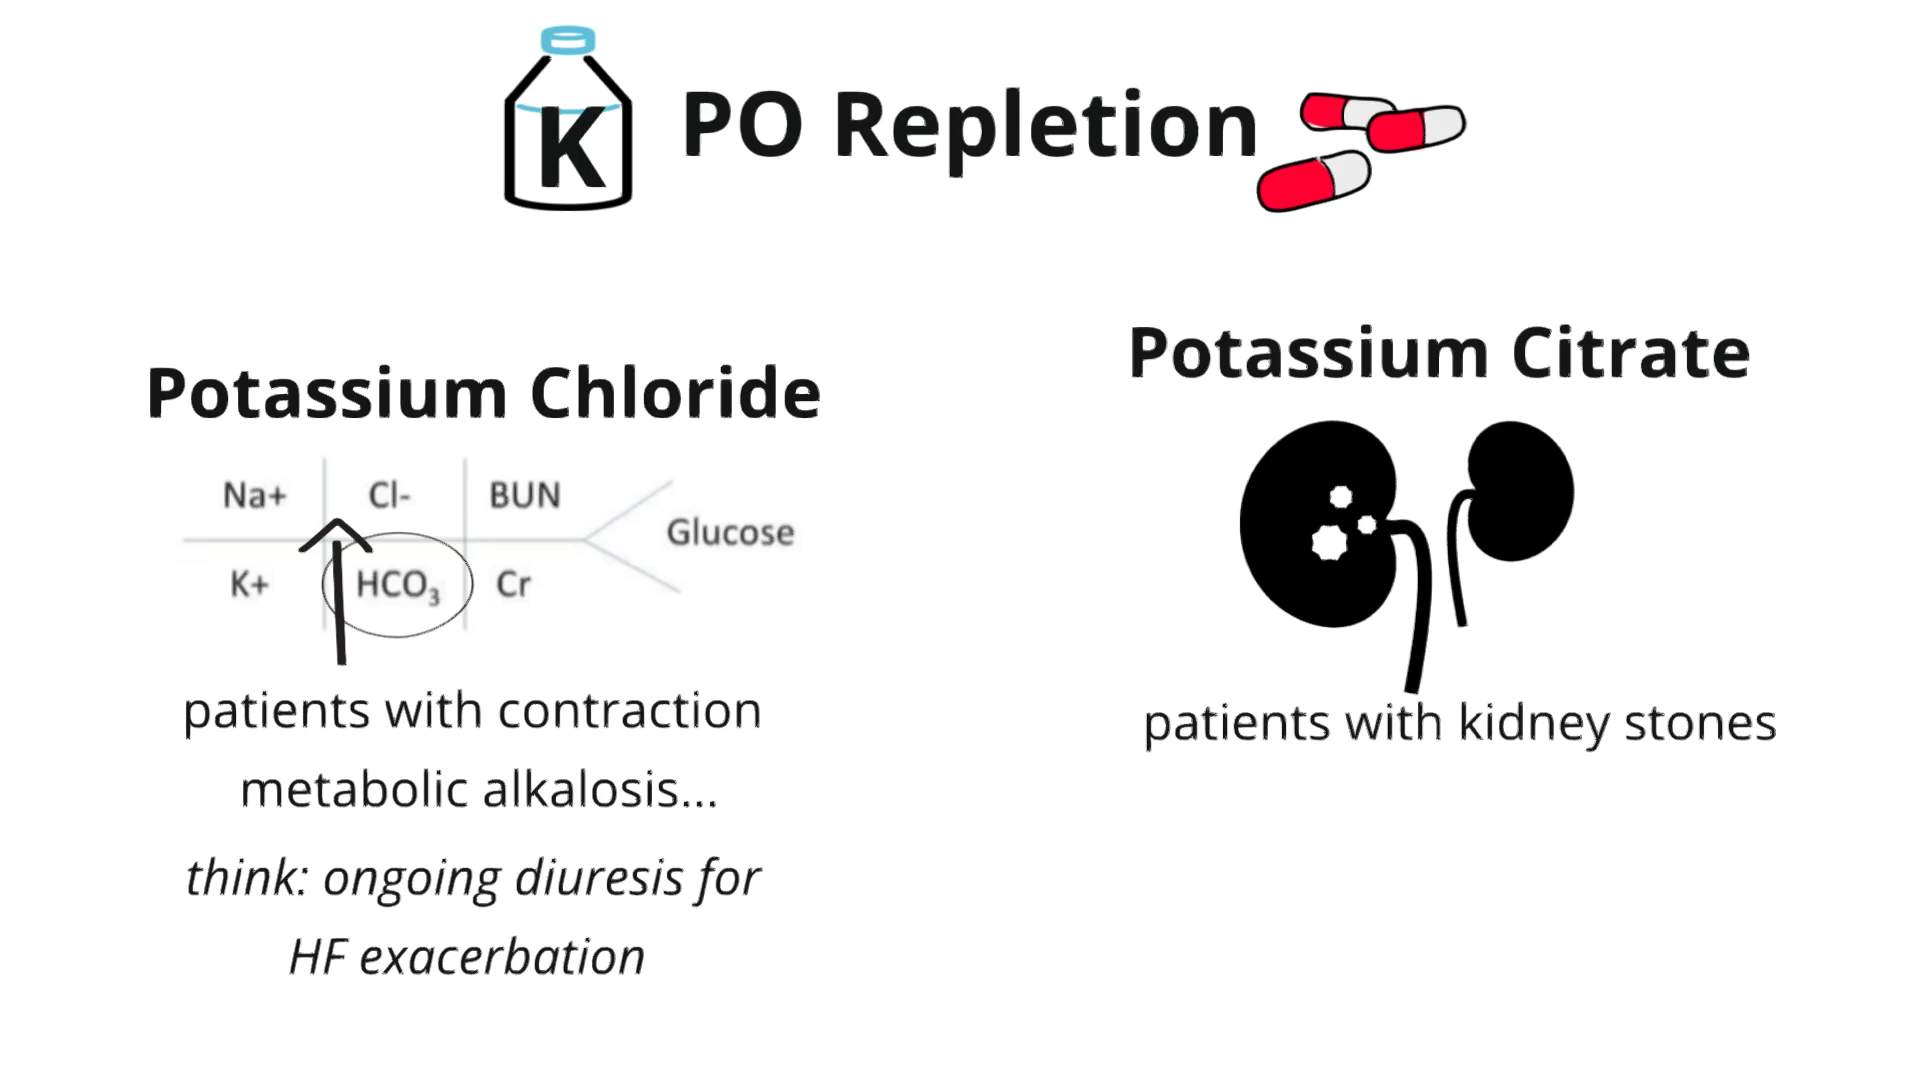 K
PO Repletion
Potassium Chloride
Na+ Cl- BUN
Glucose
K+ HCO₃ Cr
patients with contraction
metabolic alkalosis...
think: ongoing diuresis for
HF exacerbation
Potassium Citrate
patients with kidney stones